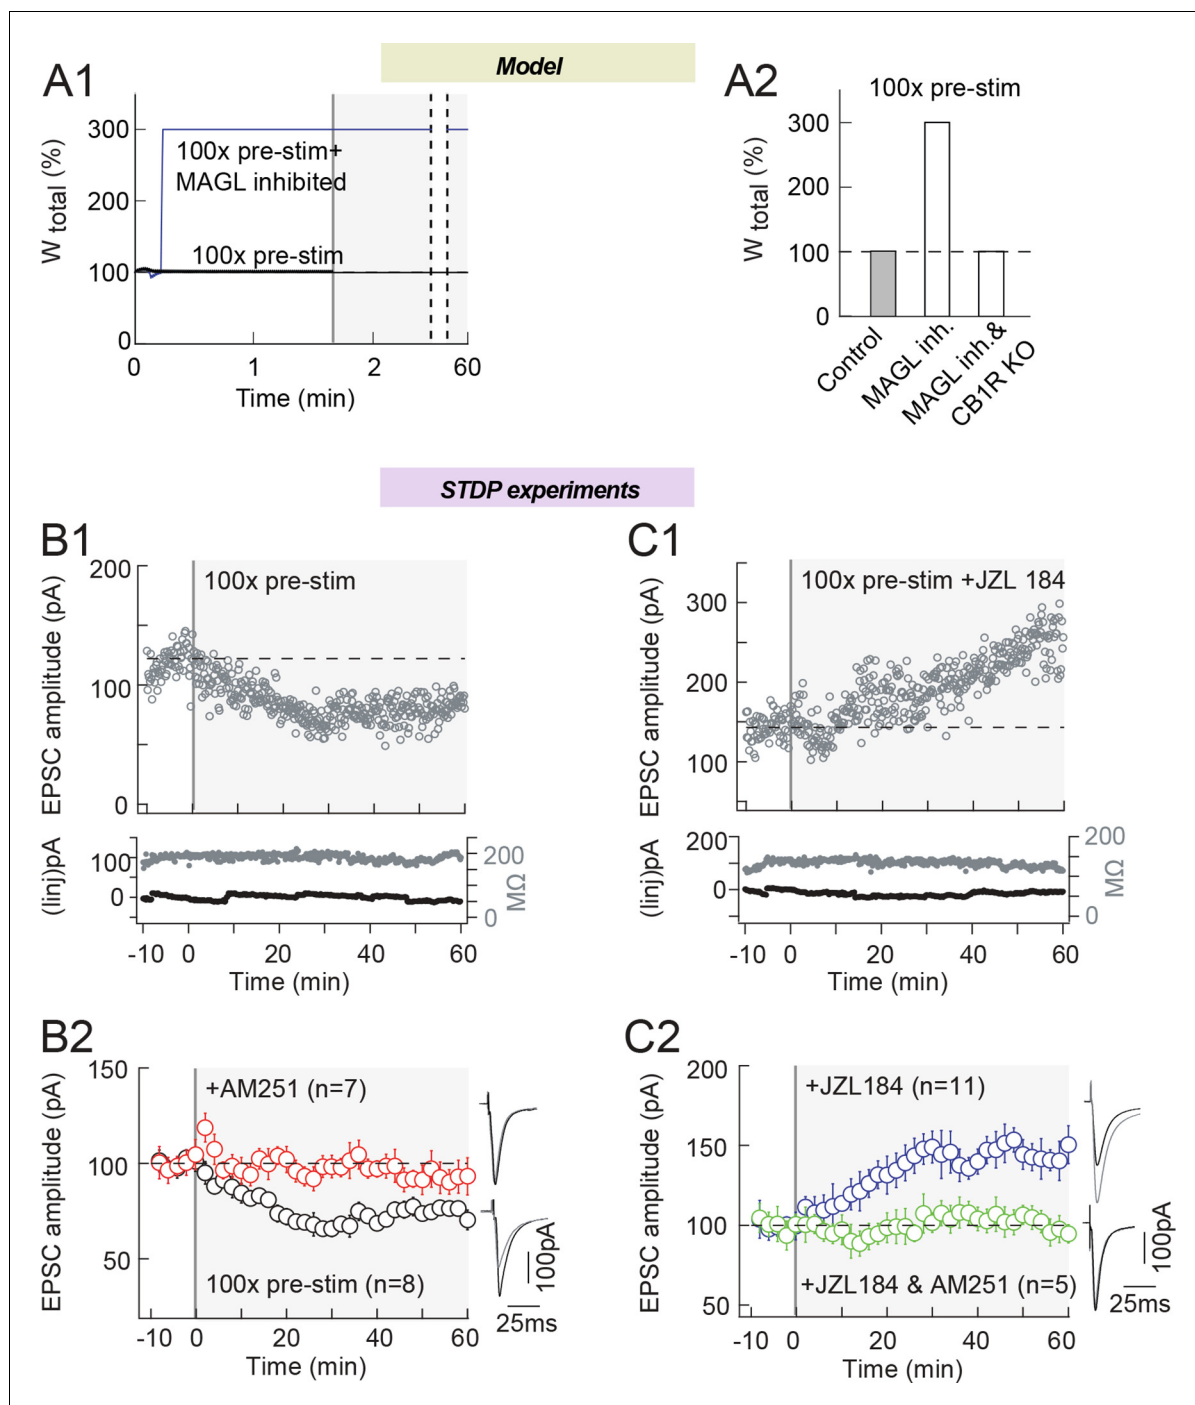 Model
A1
W total (%)
300
200
100
0
100x pre-stim+
MAGL inhibited
100x pre-stim
0 1 2 60
Time (min)
A2
100x pre-stim
W total (%)
300
200
100
0
Control
MAGL inh.
MAGL inh.&
CB1R KO
STDP experiments
B1
EPSC amplitude (pA)
200
100
0
100x pre-stim
(Iinj)pA
100
0
200
0
MΩ
-10 0 20 40 60
Time (min)
C1
EPSC amplitude (pA)
300
200
100
100x pre-stim +JZL 184
(Iinj)pA
200
0
200
0
MΩ
-10 0 20 40 60
Time (min)
B2
EPSC amplitude (pA)
150
100
50
+AM251 (n=7)
100x pre-stim (n=8)
100pA
25ms
-10 0 20 40 60
Time (min)
C2
EPSC amplitude (pA)
200
150
100
50
+JZL184 (n=11)
+JZL184 & AM251 (n=5)
100pA
25ms
-10 0 20 40 60
Time (min)